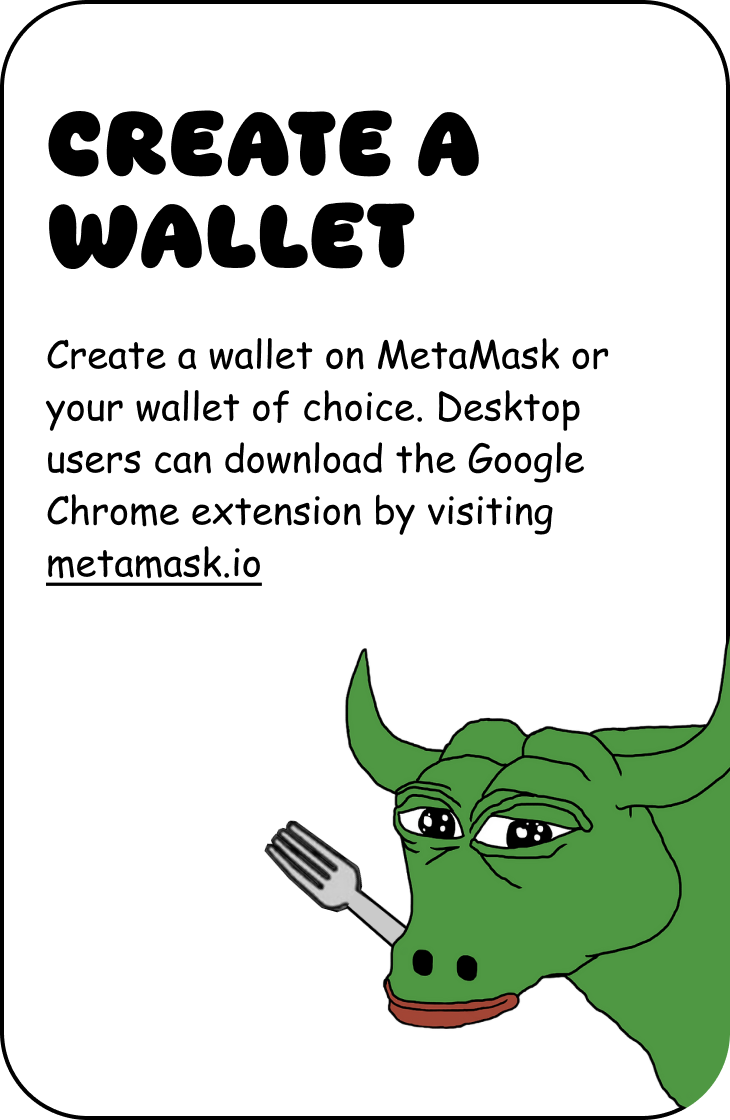 CREATE A
WALLET
Create a wallet on MetaMask or
your wallet of choice. Desktop
users can download the Google
Chrome extension by visiting
metamask.io